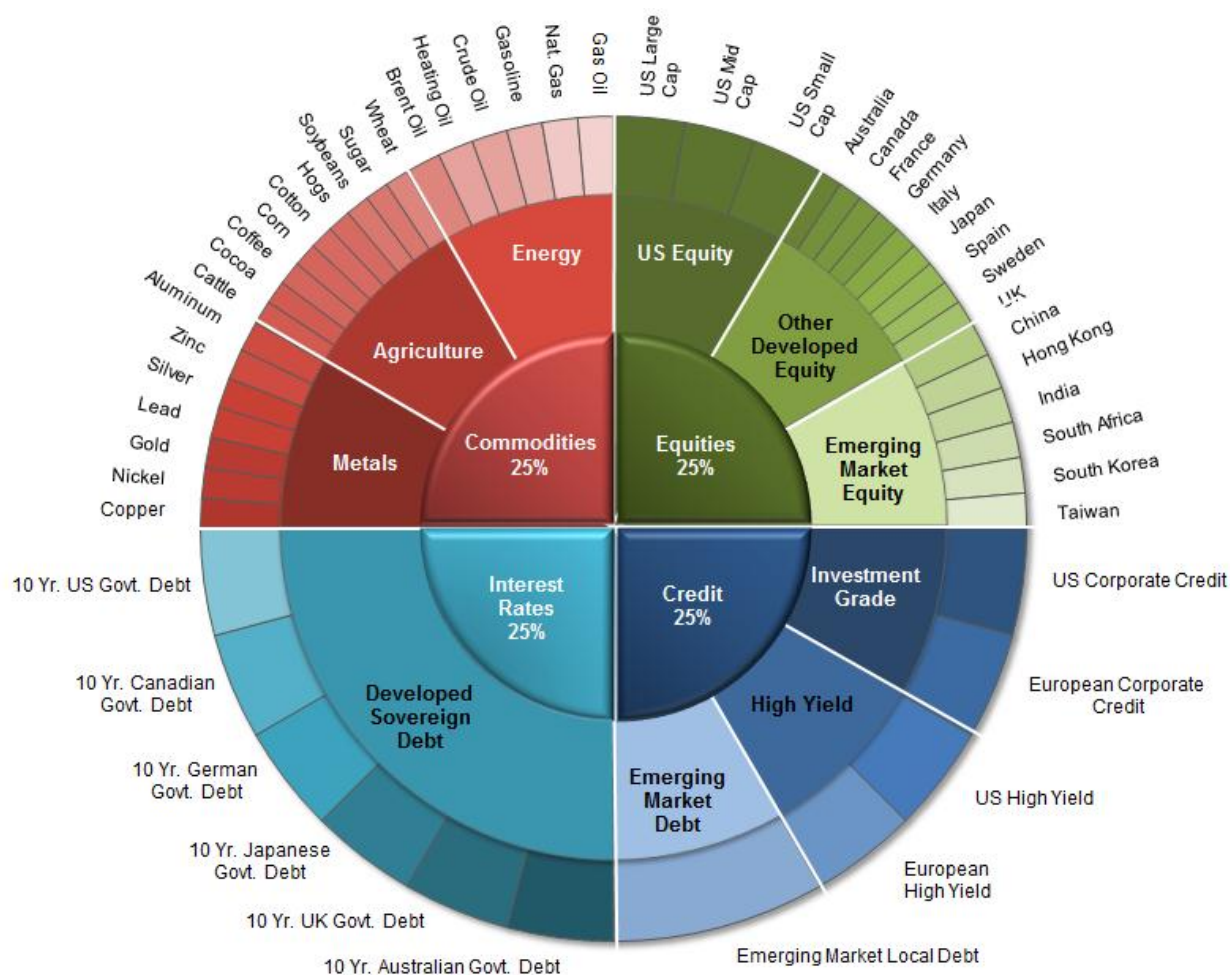 Gas Oil
Nat. Gas
Gasoline
Crude Oil
Heating Oil
Brent Oil
Wheat
Sugar
Soybeans
Hogs
Cotton
Corn
Coffee
Cocoa
Cattle
Aluminum
Zinc
Silver
Lead
Gold
Nickel
Copper
US Large
Cap
US Mid
Cap
US Small
Cap
Australia
Canada
France
Germany
Italy
Japan
Spain
Sweden
UK
China
Hong Kong
India
South Africa
South Korea
Taiwan
Energy
Agriculture
Metals
Commodities
25%
US Equity
Other
Developed
Equity
Emerging
Market
Equity
Equities
25%
Interest
Rates
25%
Developed
Sovereign
Debt
Credit
25%
Investment
Grade
High Yield
Emerging
Market
Debt
10 Yr. US Govt. Debt
10 Yr. Canadian
Govt. Debt
10 Yr. German
Govt. Debt
10 Yr. Japanese
Govt. Debt
10 Yr. UK Govt. Debt
10 Yr. Australian Govt. Debt
US Corporate Credit
European Corporate
Credit
US High Yield
European
High Yield
Emerging Market Local Debt